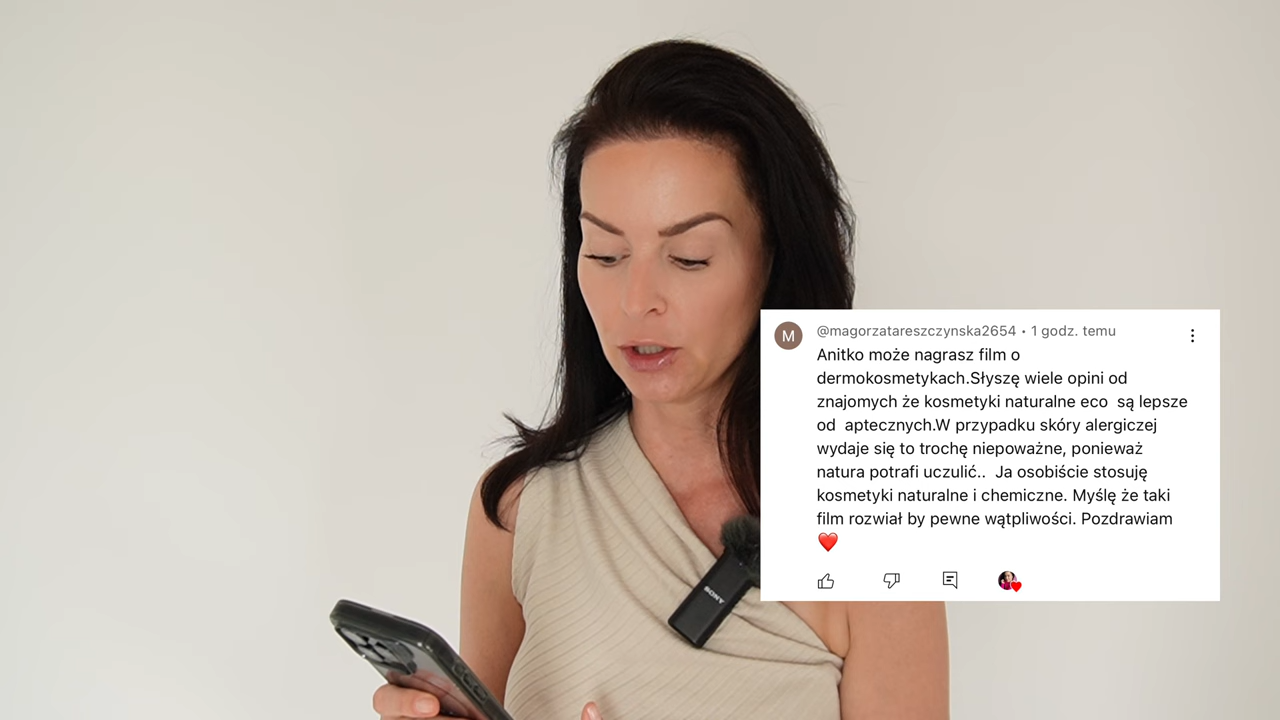 M
@magorzatareszczynska2654 • 1 godz. temu
Anitko może nagrasz film o
dermokosmetykach.Słyszę wiele opini od
znajomych że kosmetyki naturalne eco są lepsze
od aptecznych.W przypadku skóry alergiczej
wydaje się to trochę niepoważne, ponieważ
natura potrafi uczulić.. Ja osobiście stosuję
kosmetyki naturalne i chemiczne. Myślę że taki
film rozwiał by pewne wątpliwości. Pozdrawiam
❤️
SONY